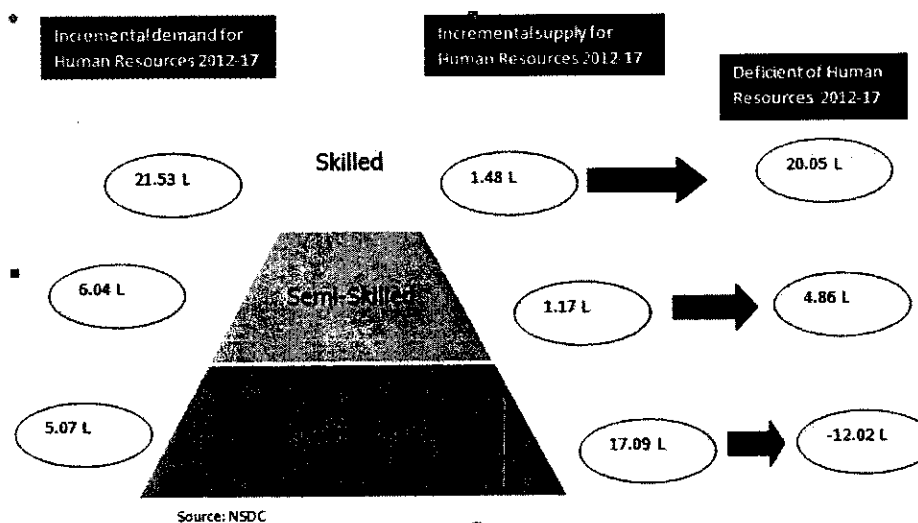 Incremental demand for
Human Resources 2012-17
Incremental supply for
Human Resources 2012-17
Deficient of Human
Resources 2012-17
Skilled
21.53 L
1.48 L
20.05 L
6.04 L
Semi-Skilled
1.17 L
4.86 L
5.07 L
17.09 L
-12.02 L
Source: NSDC